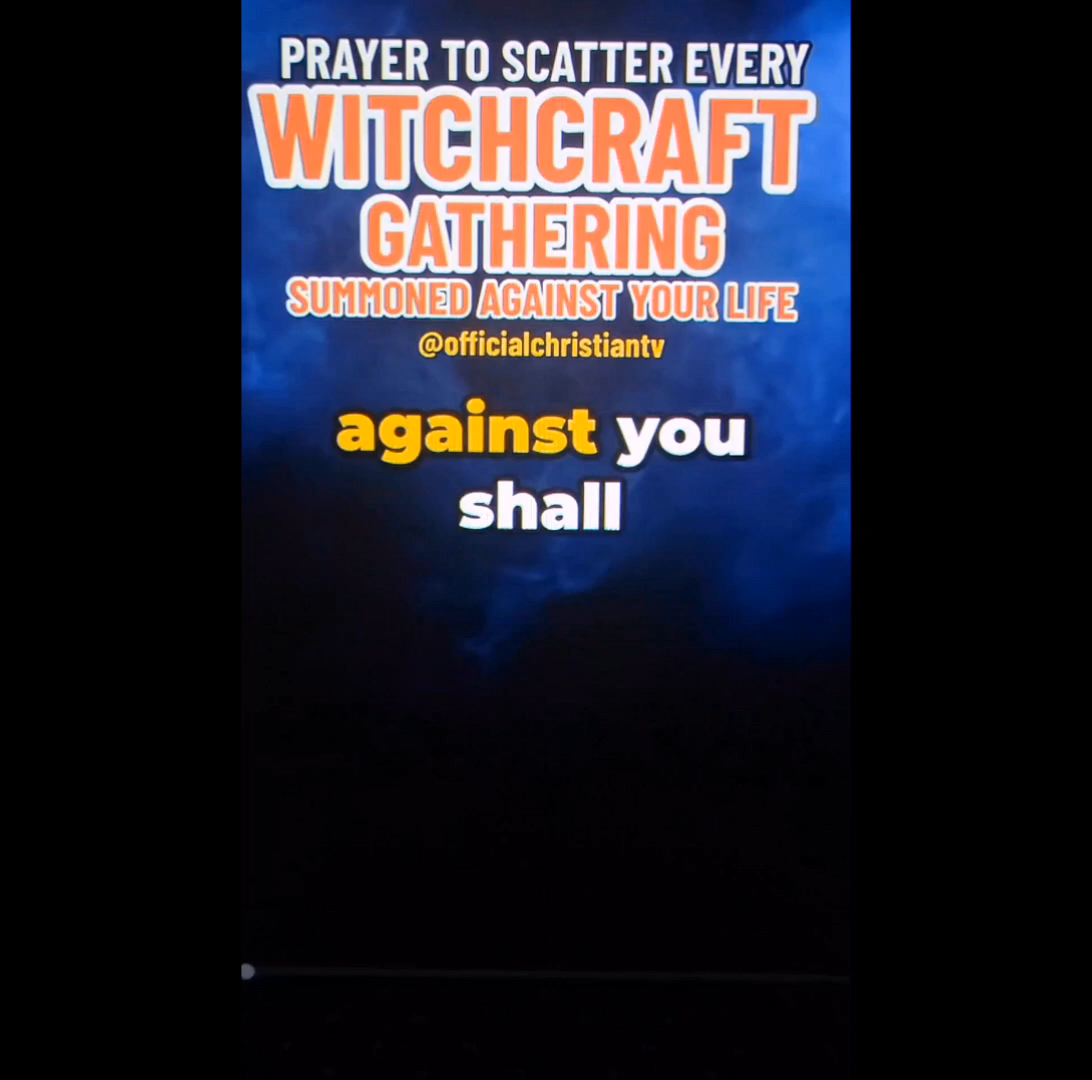 PRAYER TO SCATTER EVERY
WITCHCRAFT
GATHERING
SUMMONED AGAINST YOUR LIFE
@officialchristiantv
against you
shall